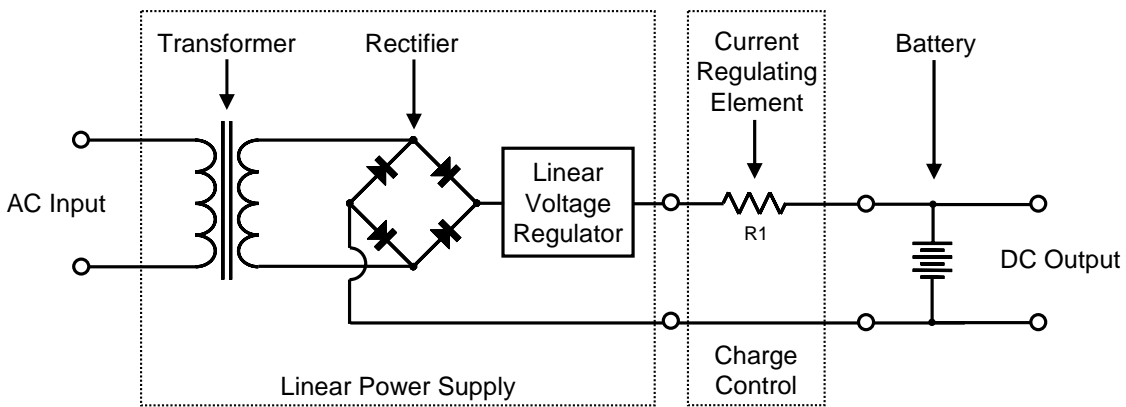 Transformer
Rectifier
Current
Regulating
Element
Battery
AC Input
Linear
Voltage
Regulator
R1
DC Output
Linear Power Supply
Charge
Control